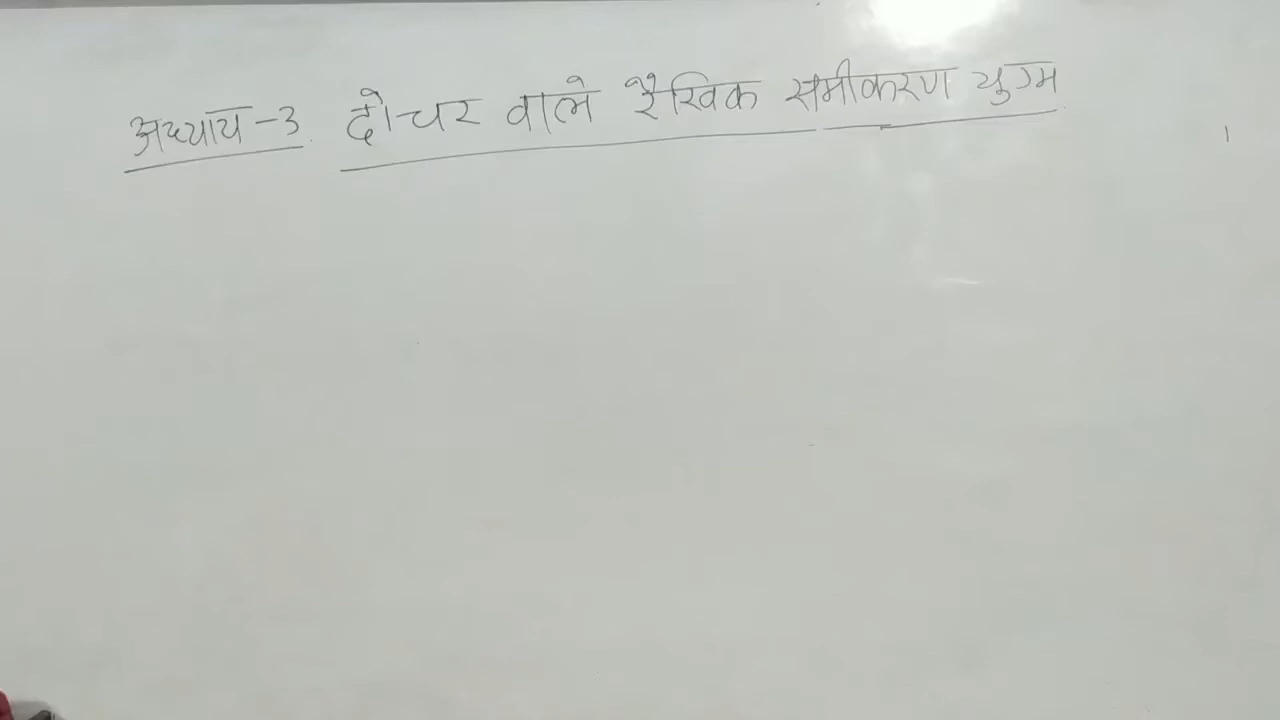 अध्याय -3. दो चर वाले रैखिक समीकरण युग्म